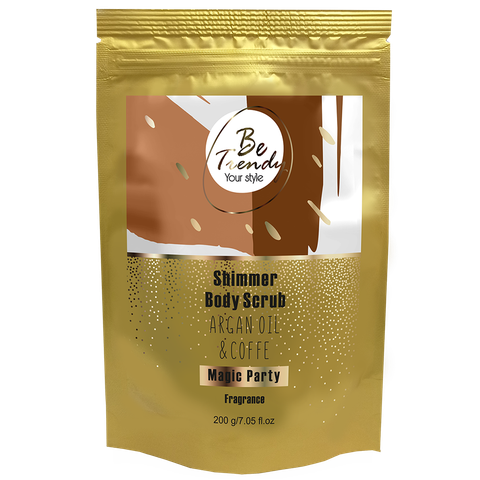 Be
Trendy
Your style
Shimmer
Body Scrub
ARGAN OIL
& COFFE
Magic Party
Fragrance
200 g/7.05 fl.oz